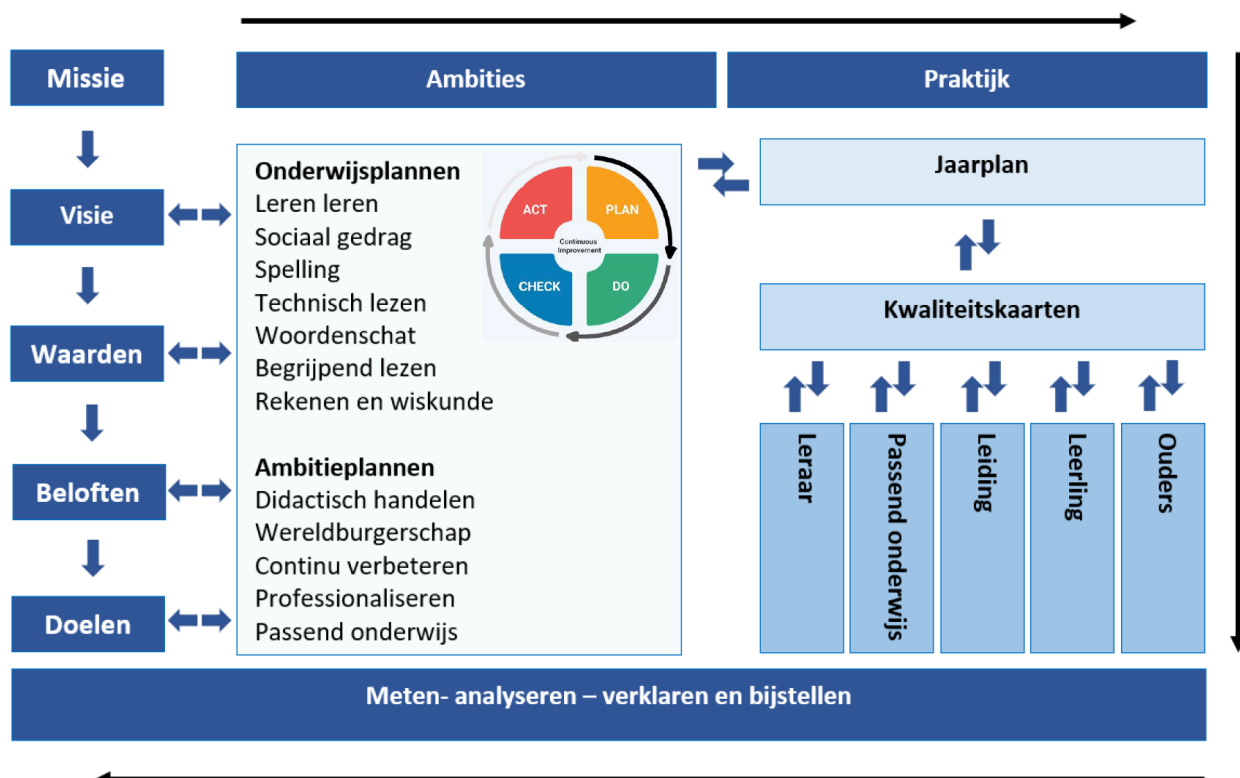 Missie
Visie
Waarden
Beloften
Doelen
Ambities
Onderwijsplannen
Leren leren
Sociaal gedrag
Spelling
Technisch lezen
Woordenschat
Begrijpend lezen
Rekenen en wiskunde
ACT
PLAN
Continuous
Improvement
CHECK
DO
Ambitieplannen
Didactisch handelen
Wereldburgerschap
Continu verbeteren
Professionaliseren
Passend onderwijs
Praktijk
Jaarplan
Kwaliteitskaarten
Leraar
Passend onderwijs
Leiding
Leerling
Ouders
Meten- analyseren – verklaren en bijstellen